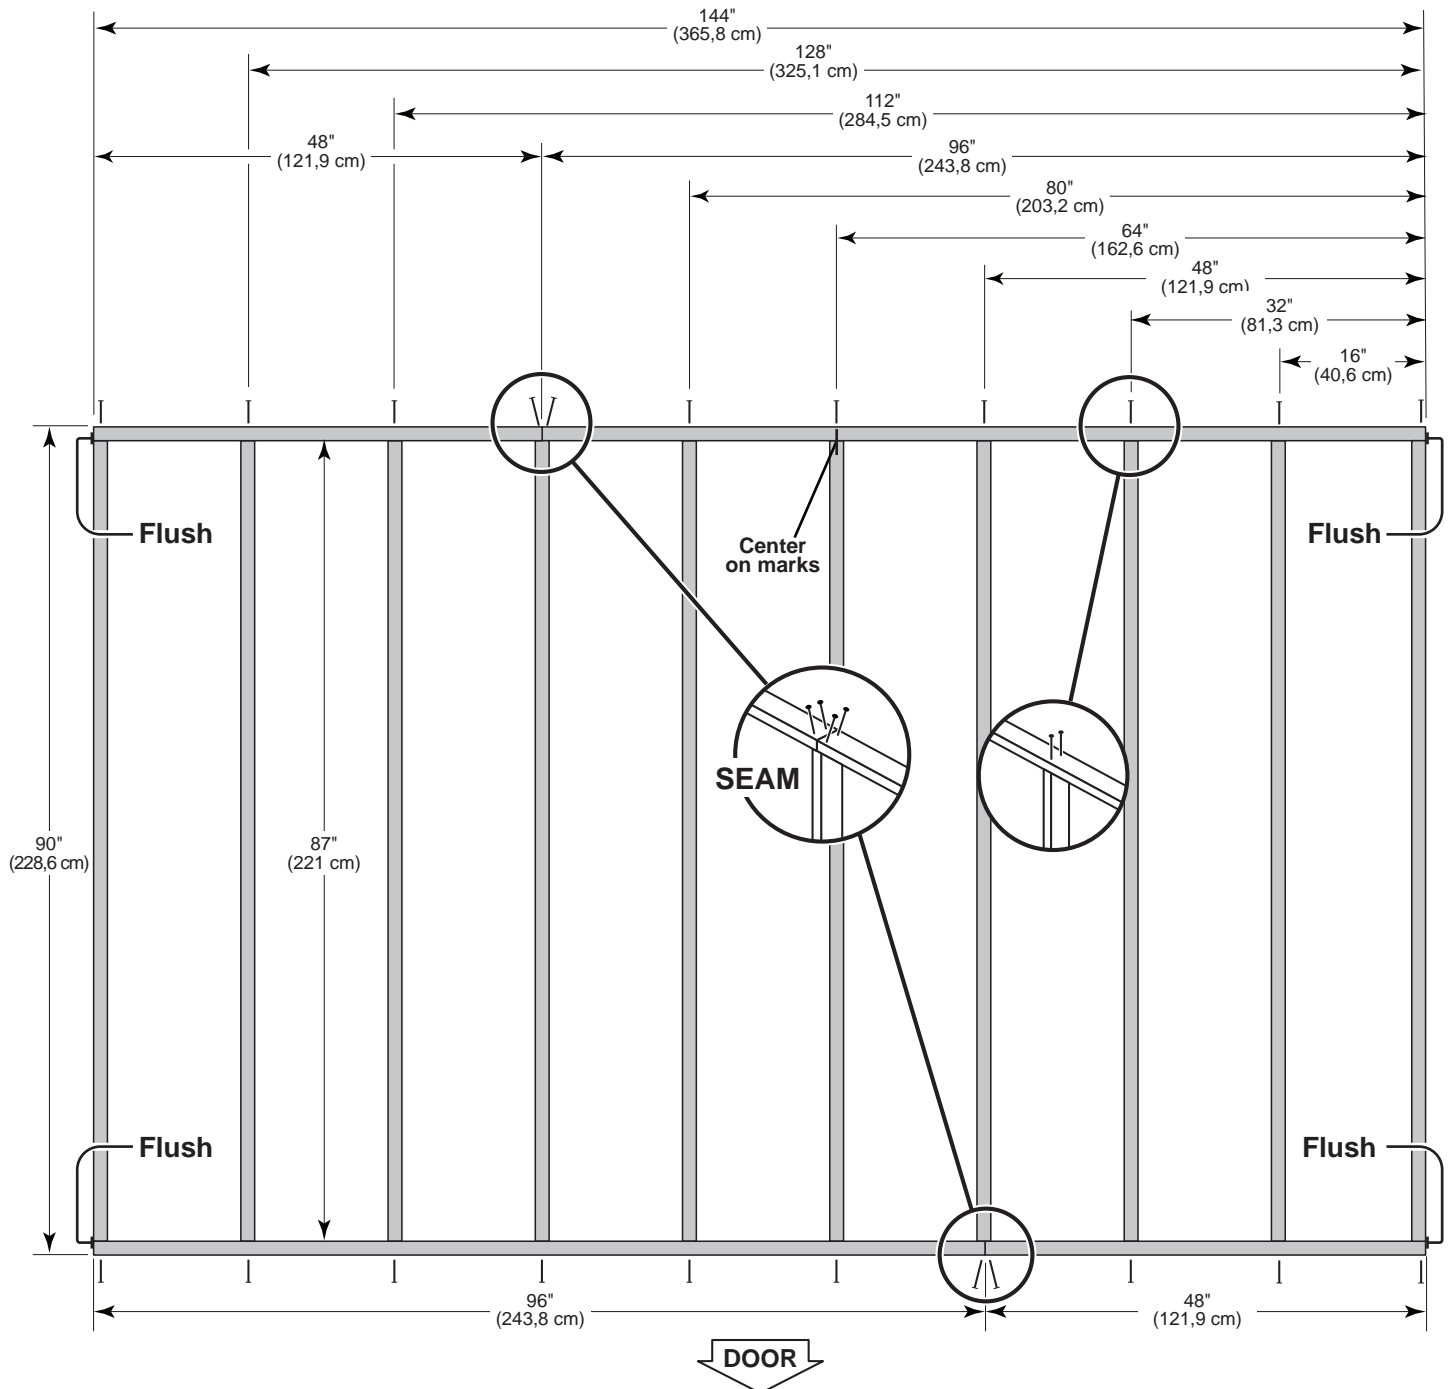 144"
(365,8 cm)
128"
(325,1 cm)
112"
(284,5 cm)
48"
(121,9 cm)
96"
(243,8 cm)
80"
(203,2 cm)
64"
(162,6 cm)
48"
(121,9 cm)
32"
(81,3 cm)
16"
(40,6 cm)
Flush
Center
on marks
Flush
SEAM
90"
(228,6 cm)
87"
(221 cm)
Flush
Flush
96"
(243,8 cm)
48"
(121,9 cm)
DOOR